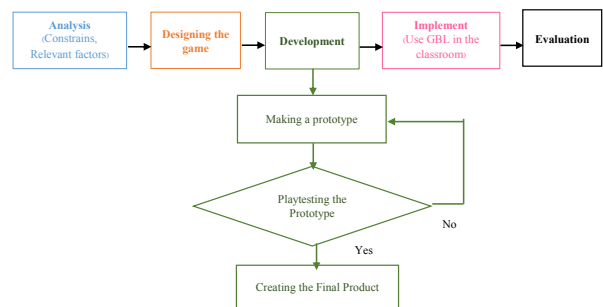 Analysis
(Constrains,
Relevant factors)
Designing the
game
Development
Implement
(Use GBL in the
classroom)
Evaluation
Making a prototype
Playtesting the
Prototype
No
Yes
Creating the Final Product